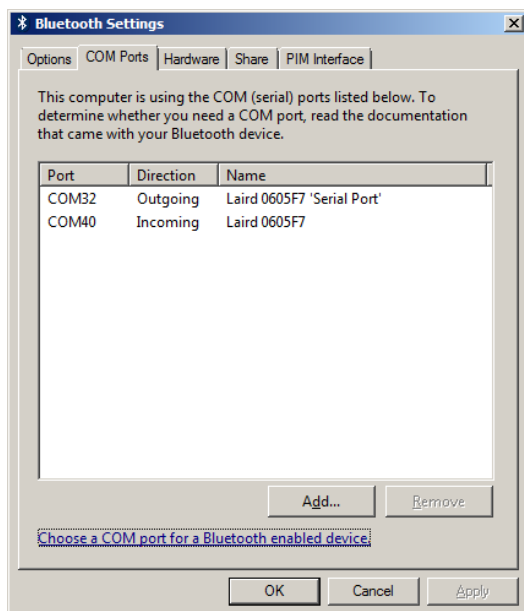 Bluetooth Settings
Options COM Ports Hardware Share PIM Interface
This computer is using the COM (serial) ports listed below. To
determine whether you need a COM port, read the documentation
that came with your Bluetooth device.
Port Direction Name
COM32 Outgoing Laird 0605F7 'Serial Port'
COM40 Incoming Laird 0605F7
Add... Remove
Choose a COM port for a Bluetooth enabled device.
OK Cancel Apply